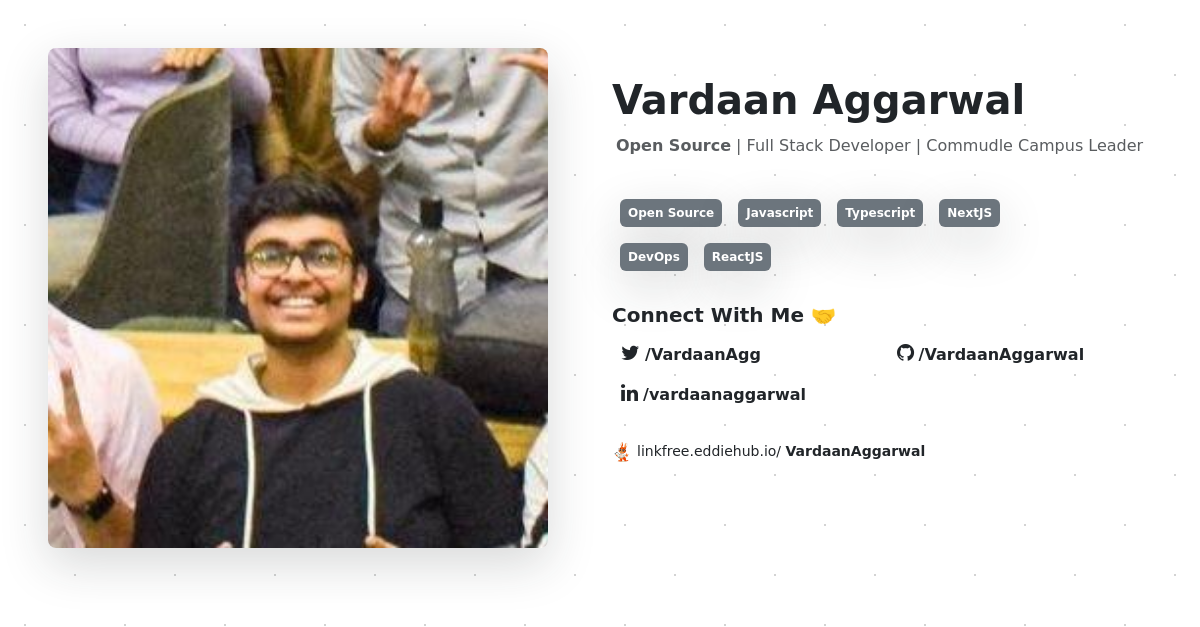 Vardaan Aggarwal
Open Source | Full Stack Developer | Commudle Campus Leader
Open Source Javascript Typescript NextJS
DevOps ReactJS
Connect With Me 🤝
/VardaanAgg /VardaanAggarwal
/vardaanaggarwal
linkfree.eddiehub.io/ VardaanAggarwal